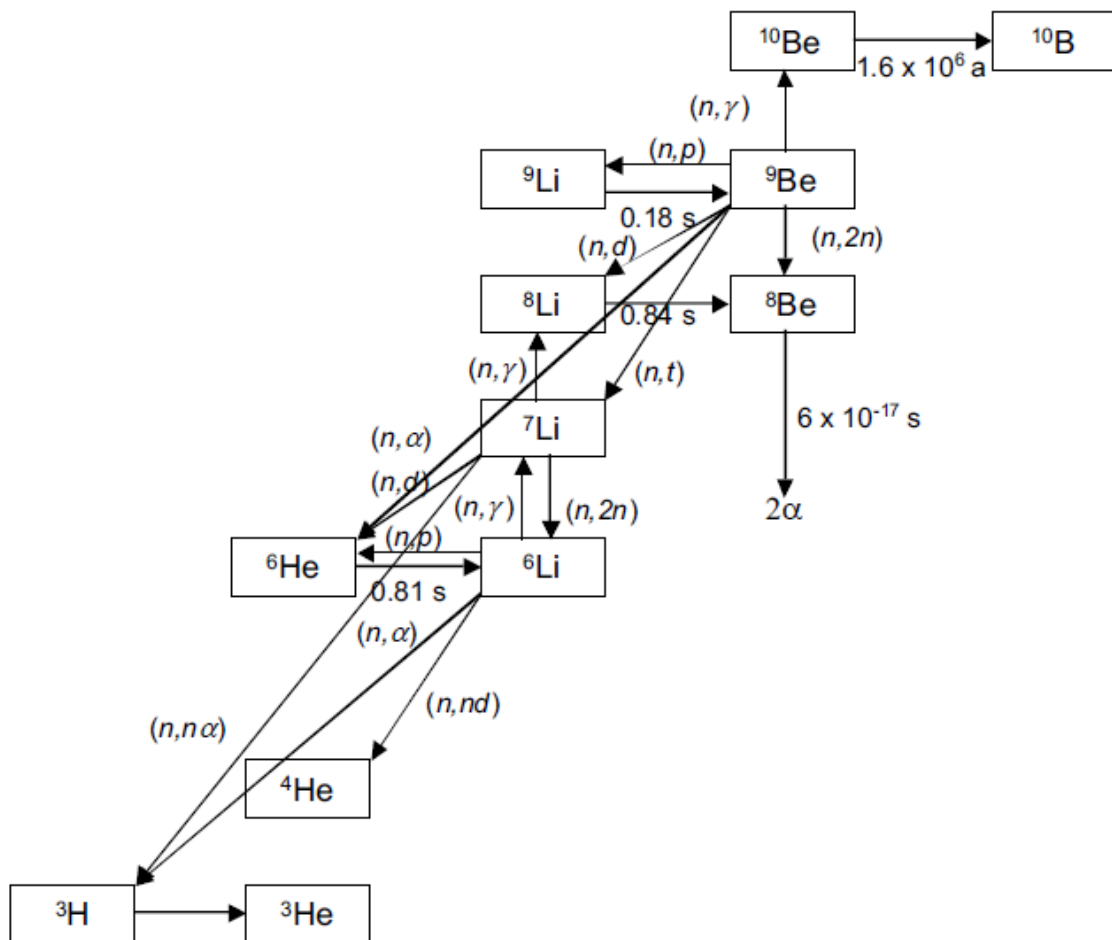 ¹⁰Be
¹⁰B
1.6 x 10⁶ a
(n,γ)
⁹Li
(n,p)
⁹Be
0.18 s
(n,d)
(n,2n)
⁸Li
⁸Be
0.84 s
(n,γ)
(n,t)
⁷Li
6 x 10⁻¹⁷ s
(n,α)
(n,d)
(n,γ)
(n,2n)
2α
⁶He
(n,p)
⁶Li
0.81 s
(n,α)
(n,nd)
(n,nα)
⁴He
³H
³He